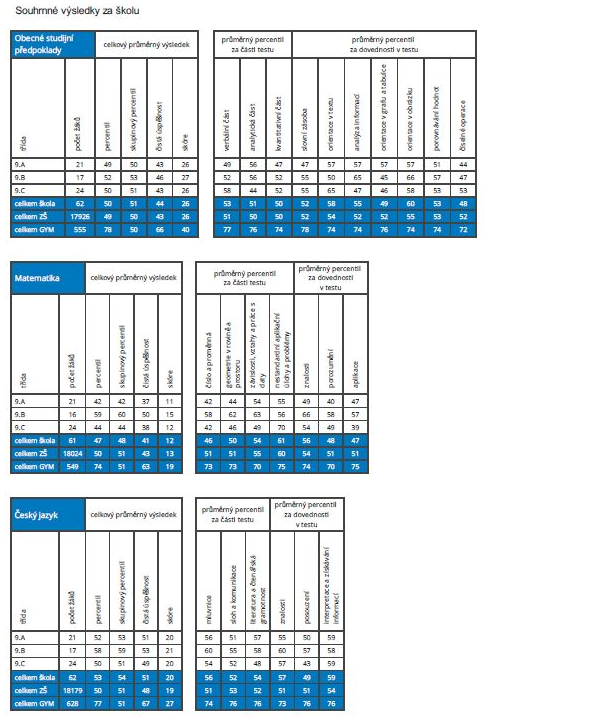 Souhrnné výsledky za školu
Obecné studijní předpoklady
celkový průměrný výsledek
průměrný percentil za části testu
průměrný percentil za dovednosti v testu
třída
počet žáků
percentil
skupinový percentil
čistá úspěšnost
skóre
verbální část
analytická část
kvantitativní část
slovní zásoba
orientace v textu
analýza informací
orientace v grafu a tabulce
orientace v obrázku
porovnávání hodnot
číselné operace
9.A 21 49 50 43 26 49 56 47 47 57 57 57 57 51 44
9.B 17 52 53 46 27 52 56 52 55 50 65 45 66 57 47
9.C 24 50 51 43 26 58 44 52 55 65 47 46 58 53 53
celkem škola 62 50 51 44 26 53 51 50 52 58 55 49 60 53 48
celkem ZŠ 17926 49 50 43 26 51 50 50 52 54 52 52 55 53 52
celkem GYM 555 78 50 66 40 77 76 74 78 74 74 76 74 74 72
Matematika
celkový průměrný výsledek
průměrný percentil za části testu
průměrný percentil za dovednosti v testu
třída
počet žáků
percentil
skupinový percentil
čistá úspěšnost
skóre
číslo a proměnná
geometrie v rovině a prostoru
závislosti, vztahy a práce s daty
nestandardní aplikační úlohy a problémy
znalosti
porozumění
aplikace
9.A 21 42 42 37 11 42 44 54 55 49 40 47
9.B 16 59 60 50 15 58 62 63 56 66 58 57
9.C 24 44 44 38 12 42 46 49 70 54 49 39
celkem škola 61 47 48 41 12 46 50 54 61 56 48 47
celkem ZŠ 18024 50 51 43 13 51 51 55 60 54 51 51
celkem GYM 549 74 51 63 19 73 73 70 75 74 70 75
Český jazyk
celkový průměrný výsledek
průměrný percentil za části testu
průměrný percentil za dovednosti v testu
třída
počet žáků
percentil
skupinový percentil
čistá úspěšnost
skóre
mluvnice
sloh a komunikace
literatura a čtenářská gramotnost
znalosti
posouzení
interpretace a získávání informací
9.A 21 52 53 51 20 56 51 57 55 50 59
9.B 17 58 59 53 21 60 55 58 60 57 58
9.C 24 50 51 49 20 54 52 48 57 43 59
celkem škola 62 53 54 51 20 56 52 54 57 49 59
celkem ZŠ 18179 50 51 48 19 51 53 52 51 51 54
celkem GYM 628 77 51 67 27 74 76 76 73 76 76